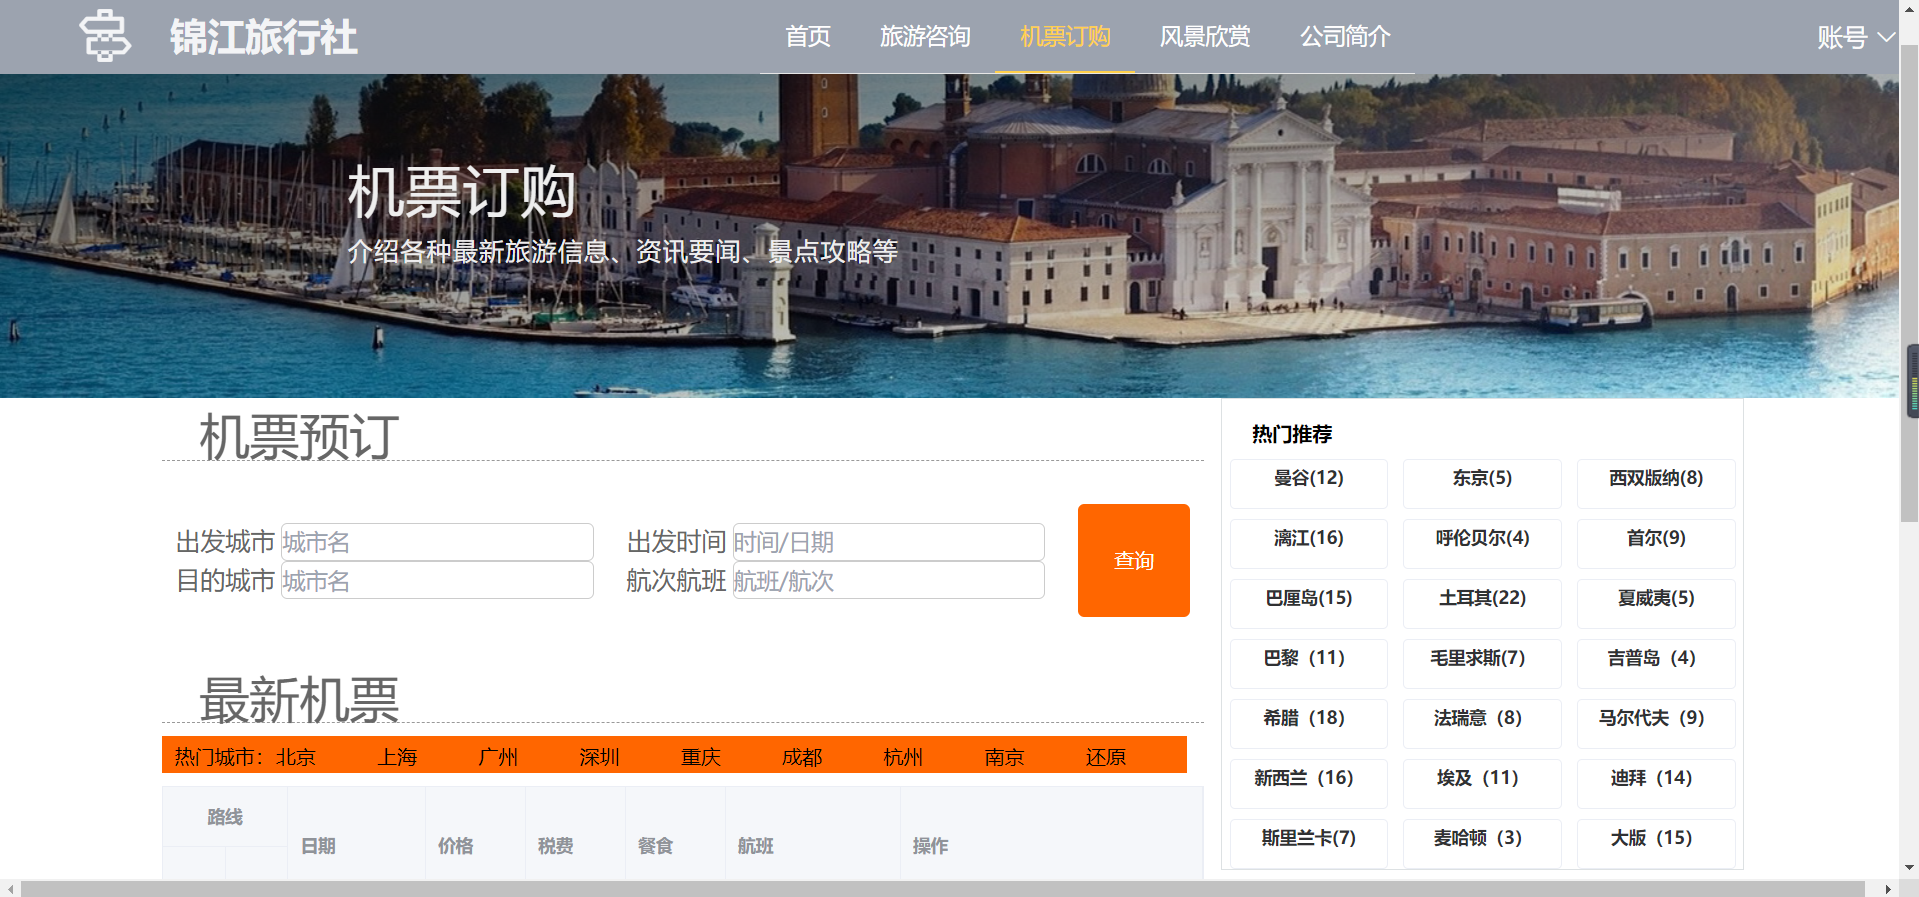 锦江旅行社
首页 旅游咨询 机票订购 风景欣赏 公司简介
账号
机票订购
介绍各种最新旅游信息、资讯要闻、景点攻略等
机票预订
出发城市 城市名 出发时间 时间/日期
目的城市 城市名 航次航班 航班/航次
查询
最新机票
热门城市：北京 上海 广州 深圳 重庆 成都 杭州 南京 还原
路线 日期 价格 税费 餐食 航班 操作
热门推荐
曼谷(12) 东京(5) 西双版纳(8)
漓江(16) 呼伦贝尔(4) 首尔(9)
巴厘岛(15) 土耳其(22) 夏威夷(5)
巴黎（11） 毛里求斯(7) 吉普岛（4）
希腊（18） 法瑞意（8） 马尔代夫（9）
新西兰（16） 埃及（11） 迪拜（14）
斯里兰卡(7) 麦哈顿（3） 大版（15）